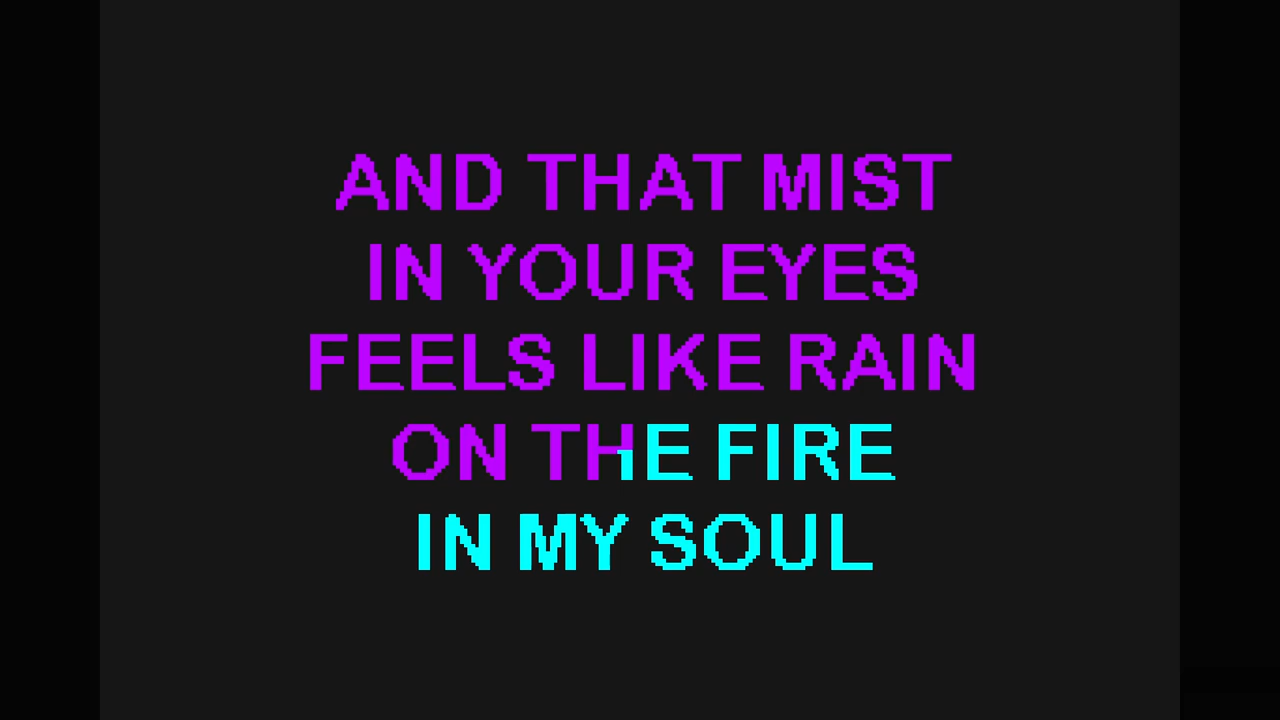 AND THAT MIST
IN YOUR EYES
FEELS LIKE RAIN
ON THE FIRE
IN MY SOUL